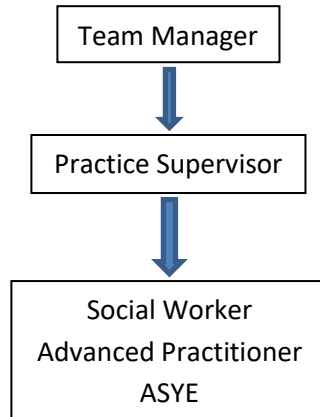 Team Manager
Practice Supervisor
Social Worker
Advanced Practitioner
ASYE